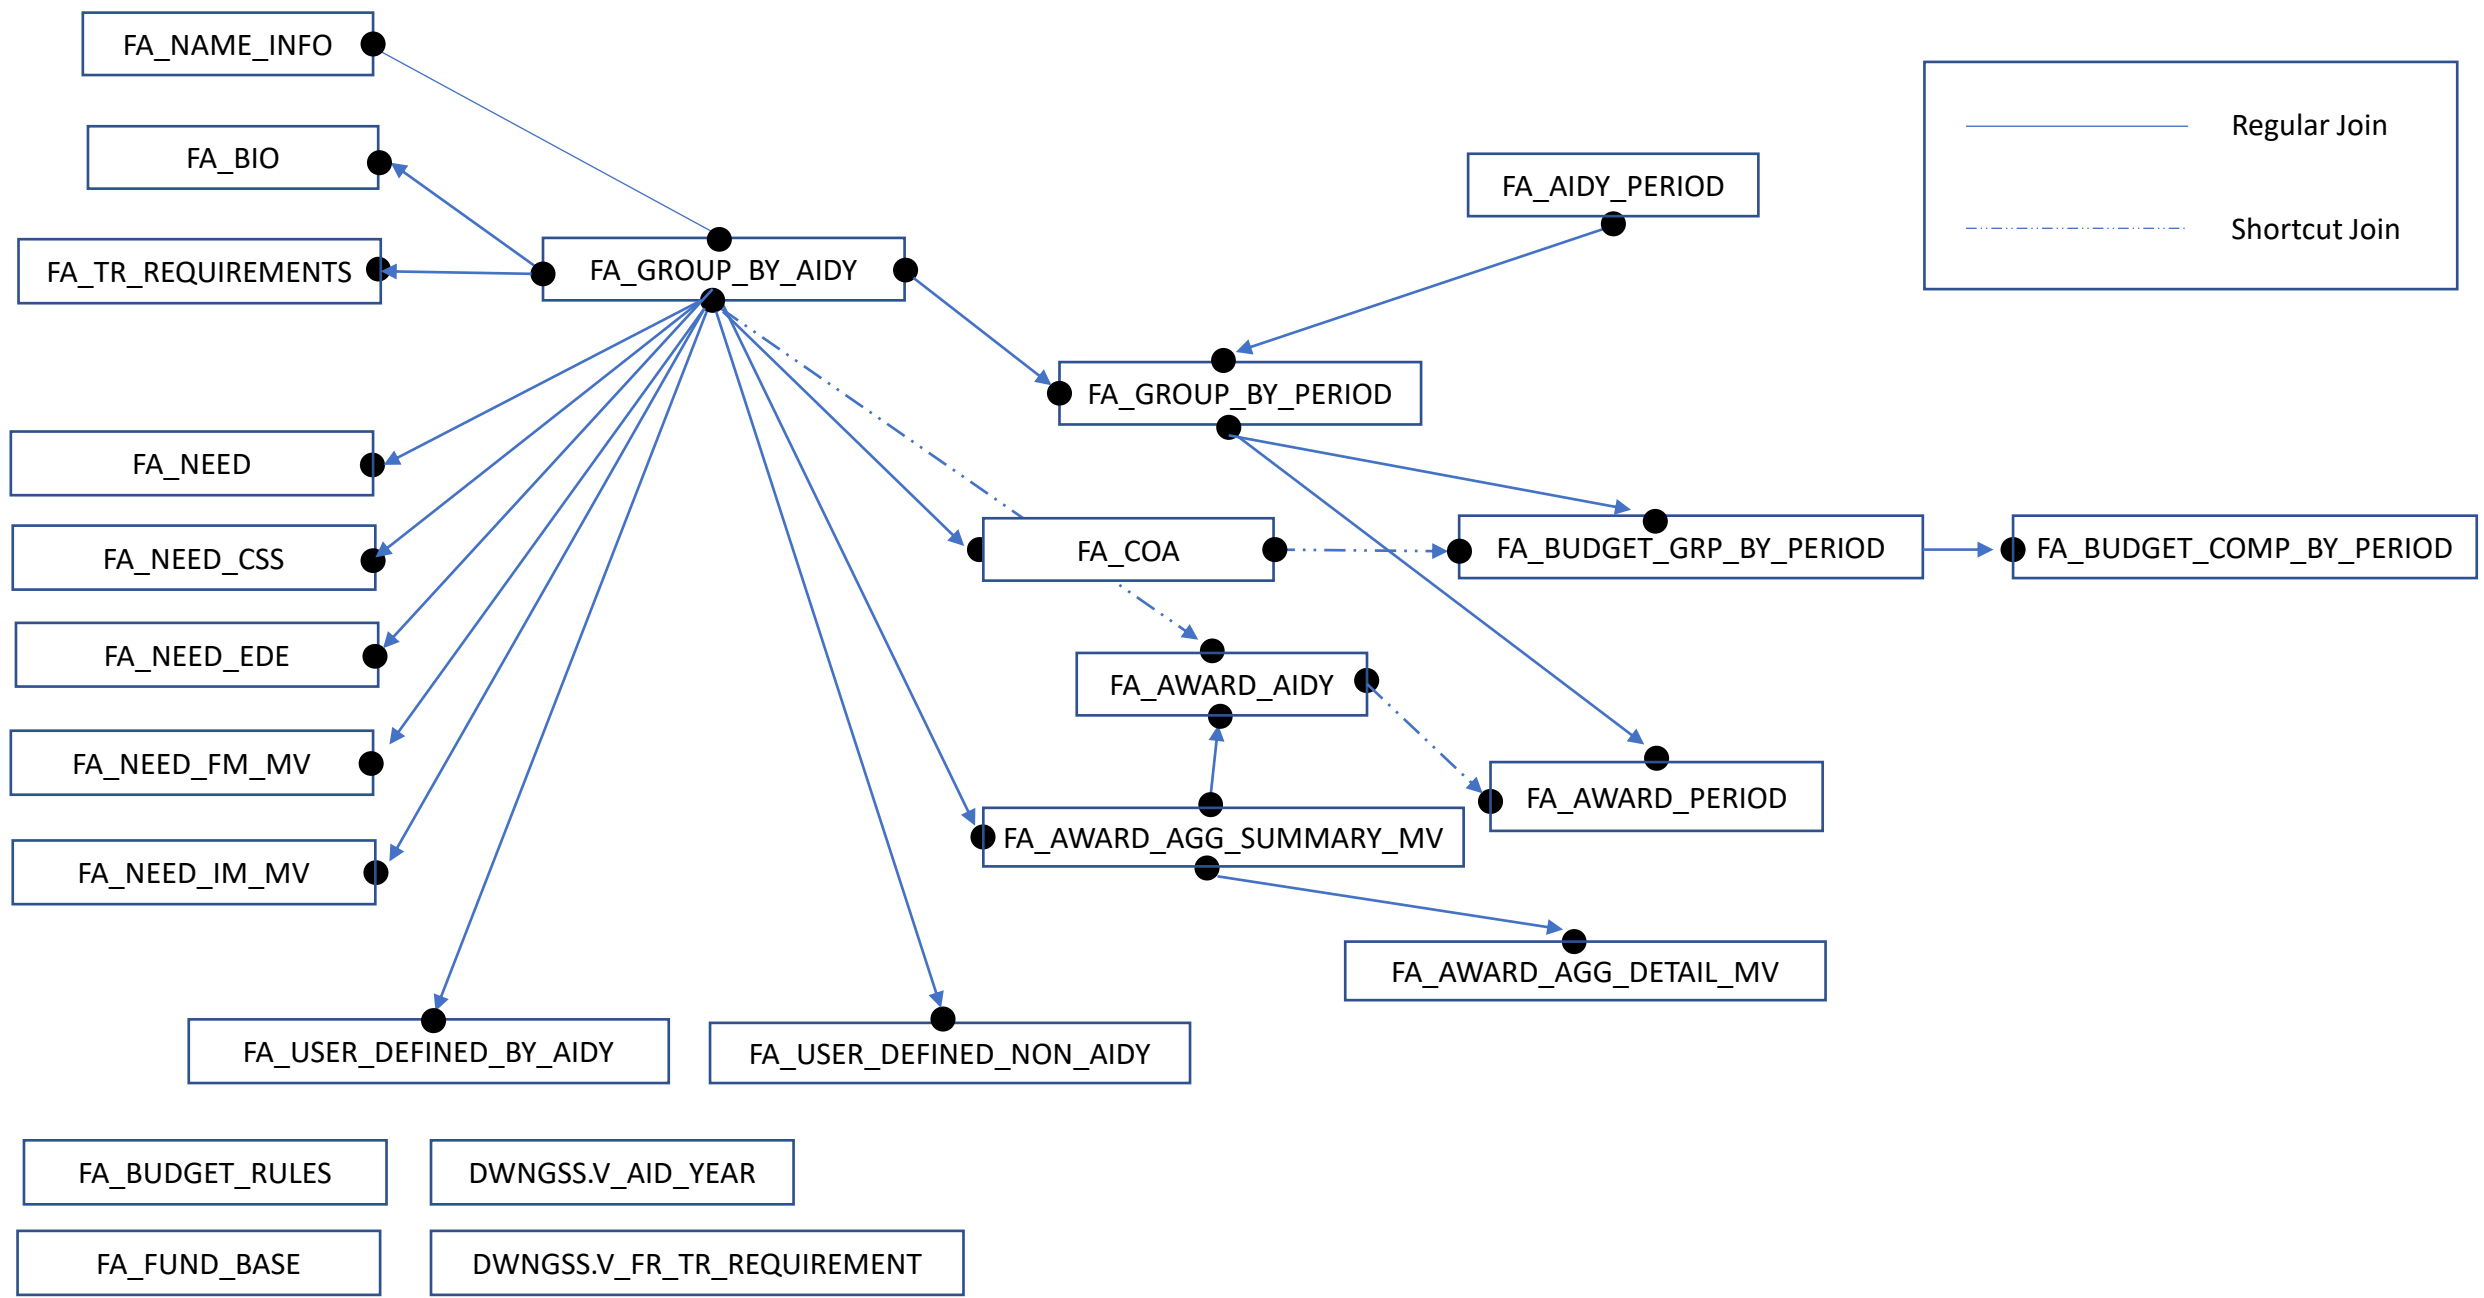 FA_NAME_INFO
Regular Join
FA_BIO
FA_AIDY_PERIOD
Shortcut Join
FA_TR_REQUIREMENTS
FA_GROUP_BY_AIDY
FA_GROUP_BY_PERIOD
FA_NEED
FA_NEED_CSS
FA_COA
FA_BUDGET_GRP_BY_PERIOD
FA_BUDGET_COMP_BY_PERIOD
FA_NEED_EDE
FA_AWARD_AIDY
FA_NEED_FM_MV
FA_AWARD_PERIOD
FA_AWARD_AGG_SUMMARY_MV
FA_NEED_IM_MV
FA_AWARD_AGG_DETAIL_MV
FA_USER_DEFINED_BY_AIDY
FA_USER_DEFINED_NON_AIDY
FA_BUDGET_RULES
DWNGSS.V_AID_YEAR
FA_FUND_BASE
DWNGSS.V_FR_TR_REQUIREMENT